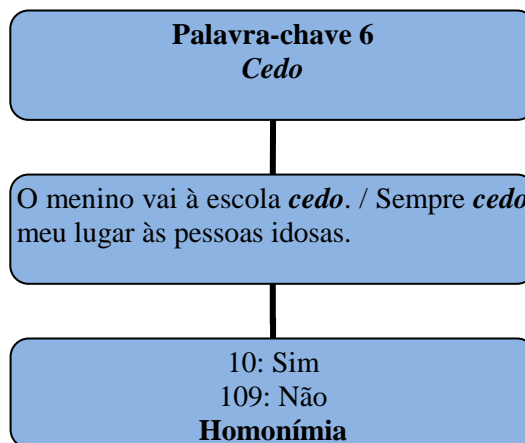 Palavra-chave 6
Cedo
O menino vai à escola cedo. / Sempre cedo
meu lugar às pessoas idosas.
10: Sim
109: Não
Homonímia